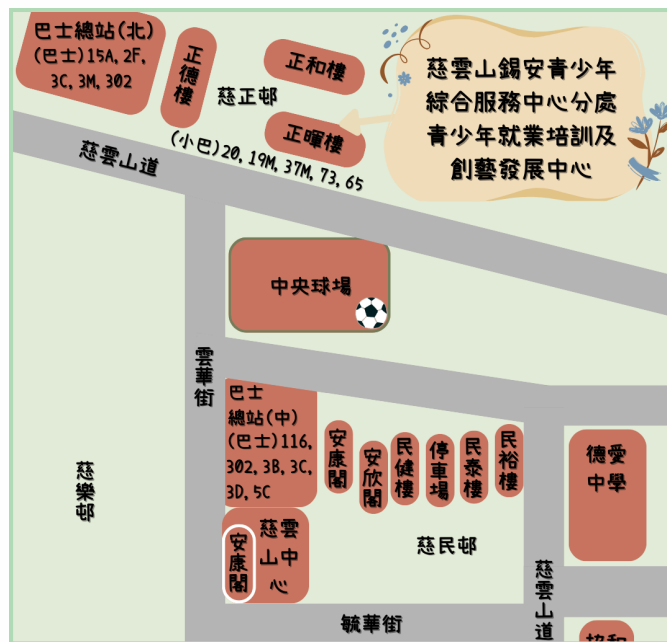 巴士總站(北)
(巴士)15A, 2F,
3C, 3M, 302
正德樓
正和樓
慈正邨
正暉樓
(小巴)20, 19M, 37M, 73, 65
慈雲山錫安青少年
綜合服務中心分處
青少年就業培訓及
創藝發展中心
慈雲山道
中央球場
雲華街
巴士
總站(中)
(巴士)116,
302, 3B, 3C,
3D, 5C
安康閣
安欣閣
民健樓
停車場
民泰樓
民裕樓
德愛
中學
慈樂邨
安康閣
慈雲
山中
心
慈民邨
慈雲山道
毓華街
協和